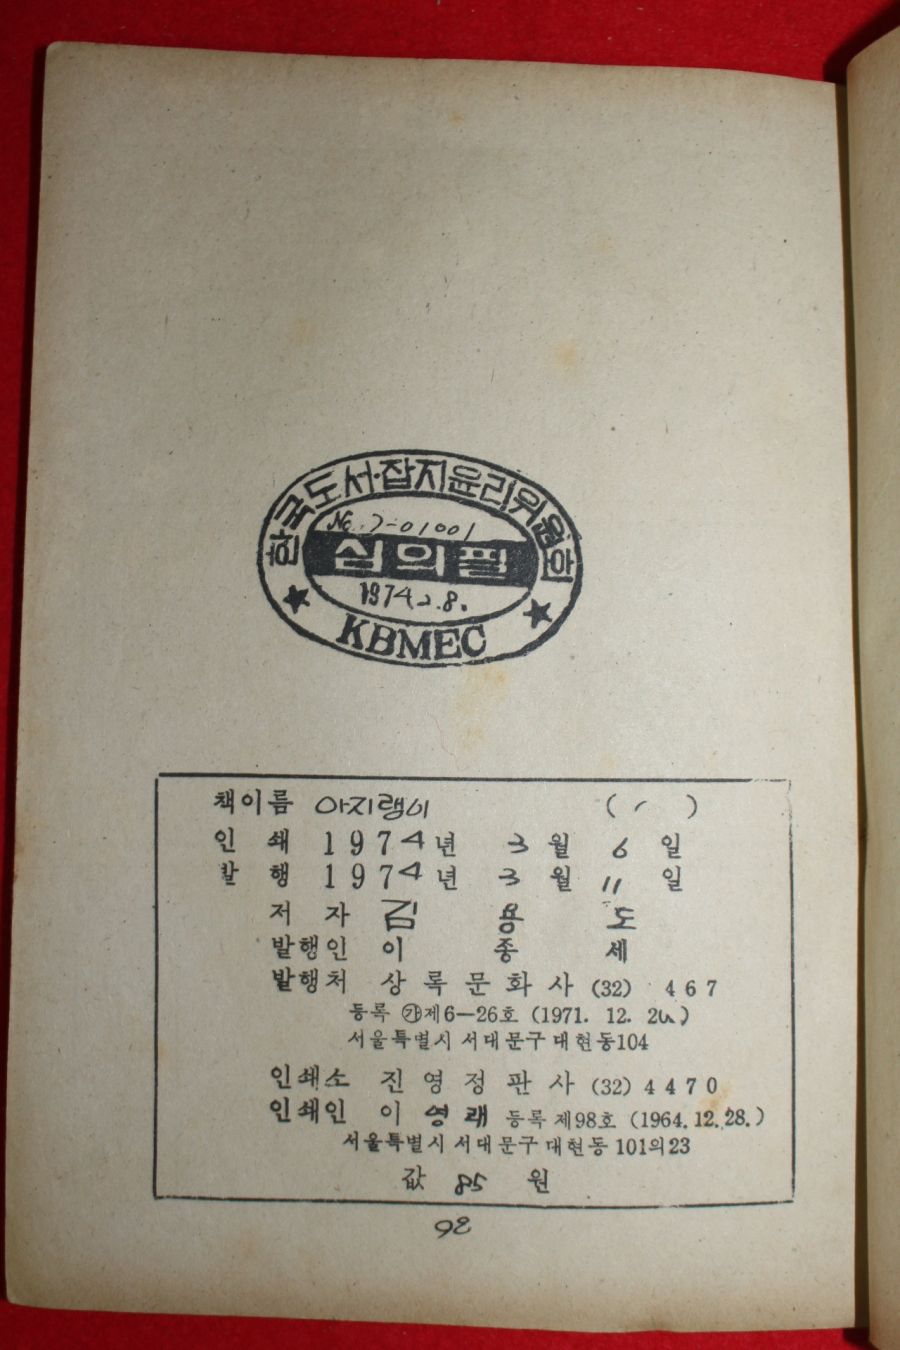 한국도서·잡지윤리위원회
No. 7-01001
심의필
1974. 2. 8.
KBMEC
책이름 아지랭이 ( 1 )
인쇄 1974년 3월 6일
발행 1974년 3월 11일
저자 김용도
발행인 이종세
발행처 상록문화사 (32) 467
등록 ㉮제6—26호 (1971. 12. 20.)
서울특별시 서대문구 대현동104
인쇄소 진영정판사 (32) 4470
인쇄인 이영래 등록 제98호 (1964. 12. 28.)
서울특별시 서대문구 대현동 101의23
값 85 원
92